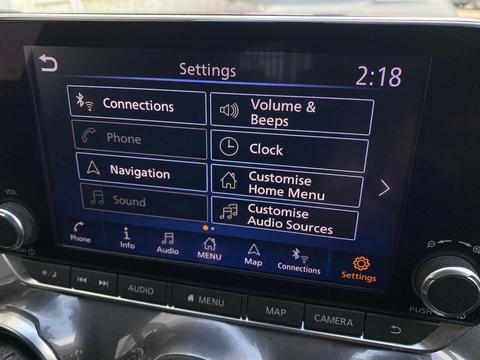 Settings
2:18
Connections
Volume &
Beeps
Phone
Clock
Navigation
Customise
Home Menu
Sound
Customise
Audio Sources
Phone
Info
Audio
MENU
Map
Connections
Settings
VOL
AUDIO
MENU
MAP
CAMERA
PUSH